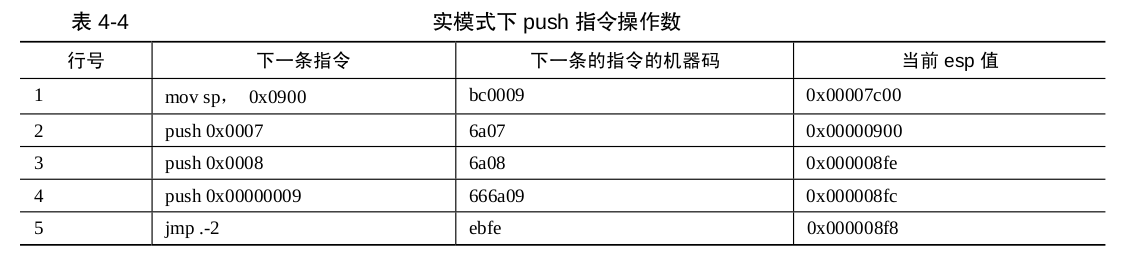 表 4-4 实模式下 push 指令操作数
行号 下一条指令 下一条的指令的机器码 当前 esp 值
1 mov sp， 0x0900 bc0009 0x00007c00
2 push 0x0007 6a07 0x00000900
3 push 0x0008 6a08 0x000008fe
4 push 0x00000009 666a09 0x000008fc
5 jmp .-2 ebfe 0x000008f8